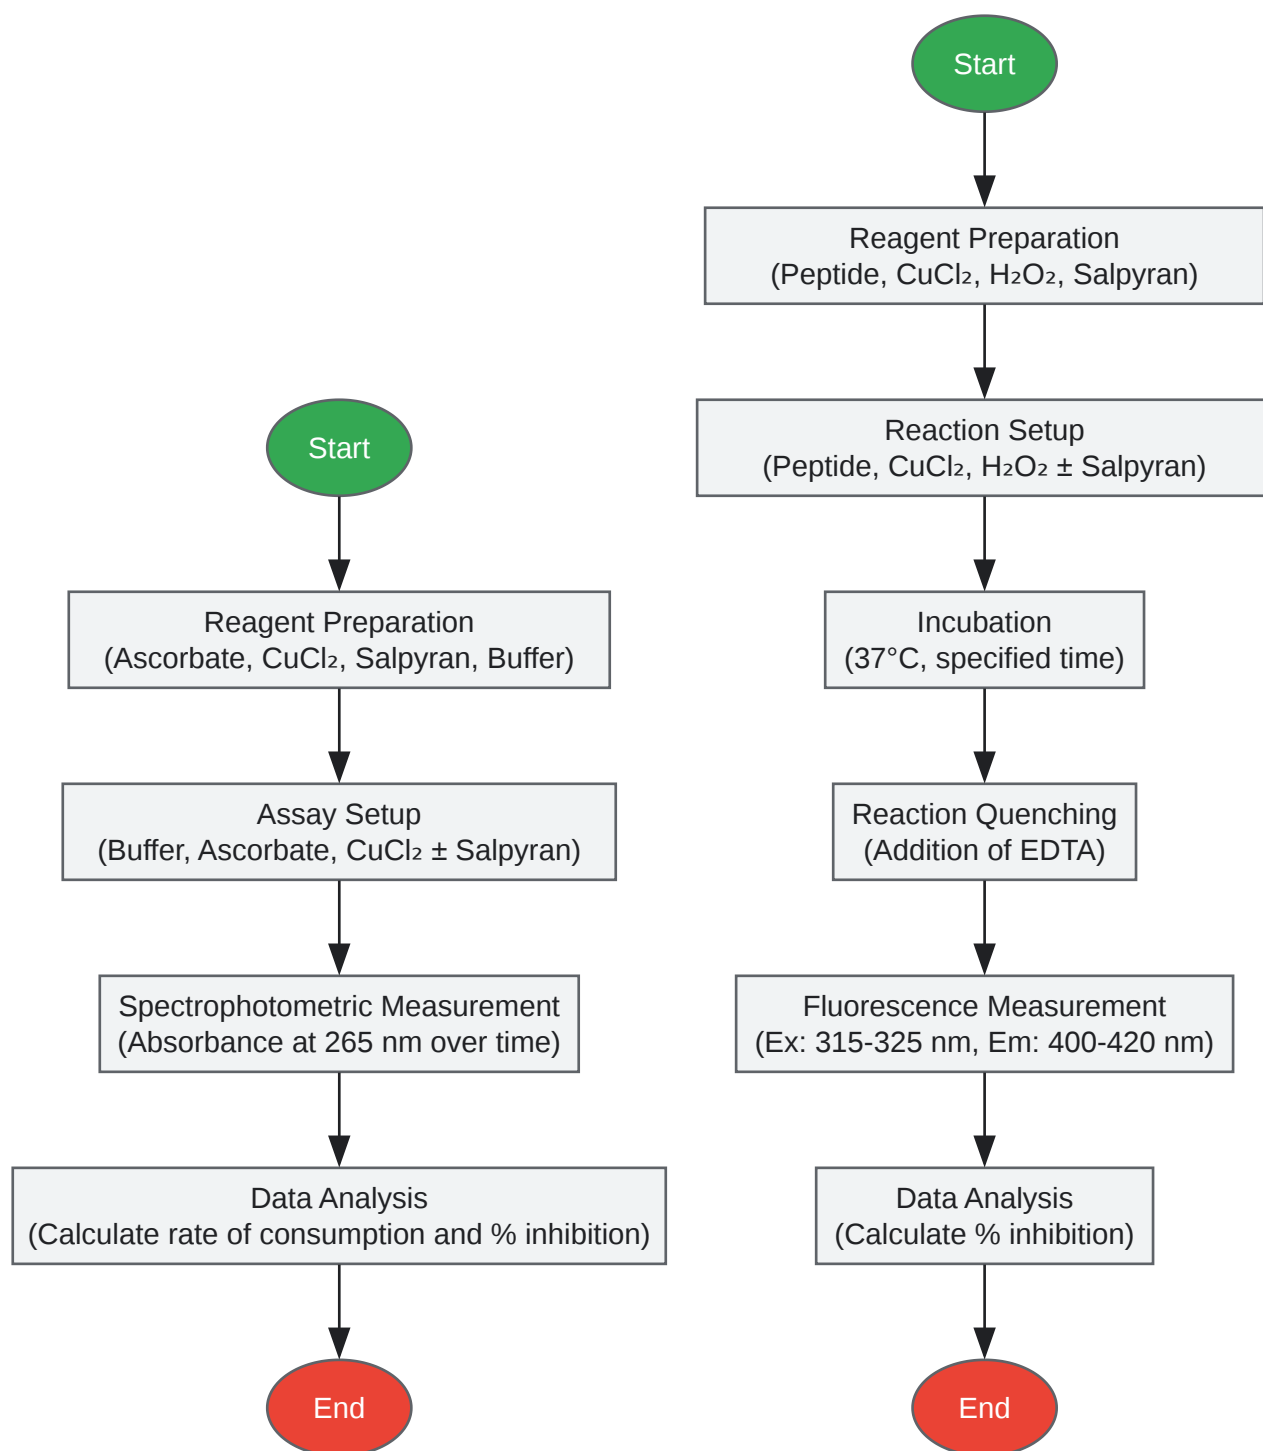 Start
Reagent Preparation
(Ascorbate, CuCl₂, Salpyran, Buffer)
Assay Setup
(Buffer, Ascorbate, CuCl₂ ± Salpyran)
Spectrophotometric Measurement
(Absorbance at 265 nm over time)
Data Analysis
(Calculate rate of consumption and % inhibition)
End
Start
Reagent Preparation
(Peptide, CuCl₂, H₂O₂, Salpyran)
Reaction Setup
(Peptide, CuCl₂, H₂O₂ ± Salpyran)
Incubation
(37°C, specified time)
Reaction Quenching
(Addition of EDTA)
Fluorescence Measurement
(Ex: 315-325 nm, Em: 400-420 nm)
Data Analysis
(Calculate % inhibition)
End